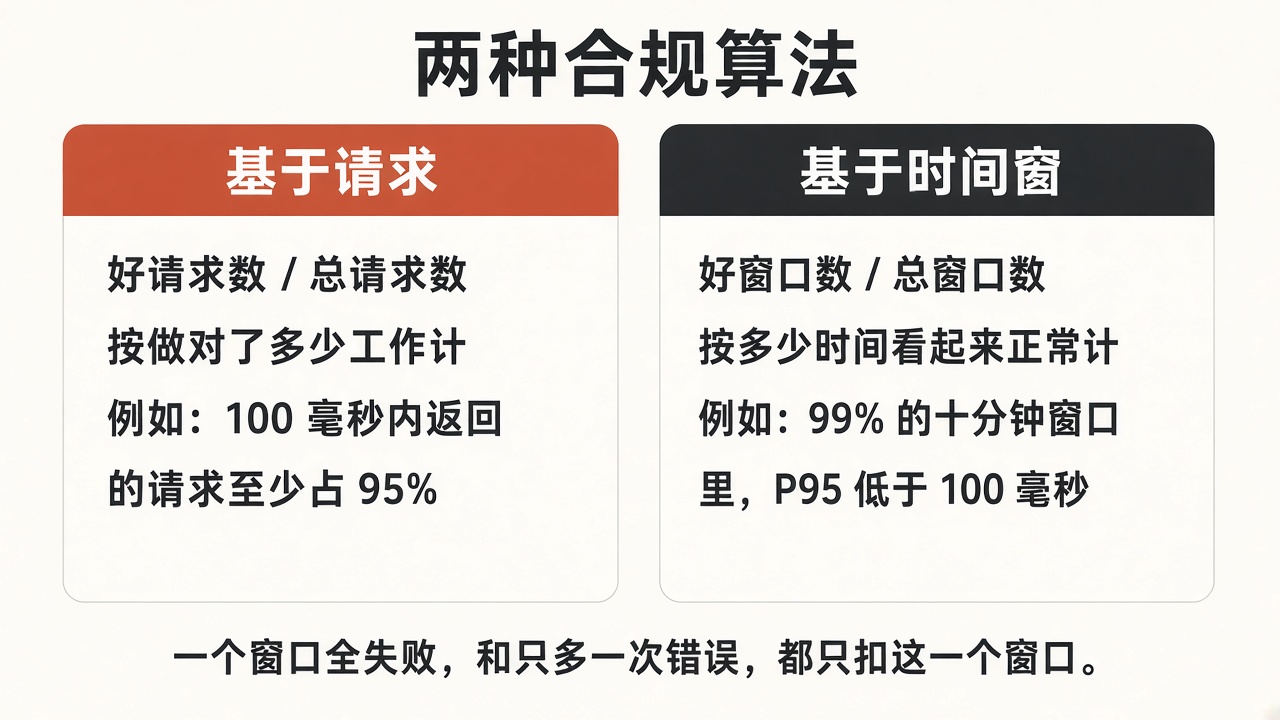 两种合规算法
基于请求
好请求数 / 总请求数
按做对了多少工作计
例如：100 毫秒内返回
的请求至少占 95%
基于时间窗
好窗口数 / 总窗口数
按多少时间看起来正常计
例如：99% 的十分钟窗口
里，P95 低于 100 毫秒
一个窗口全失败，和只多一次错误，都只扣这一个窗口。